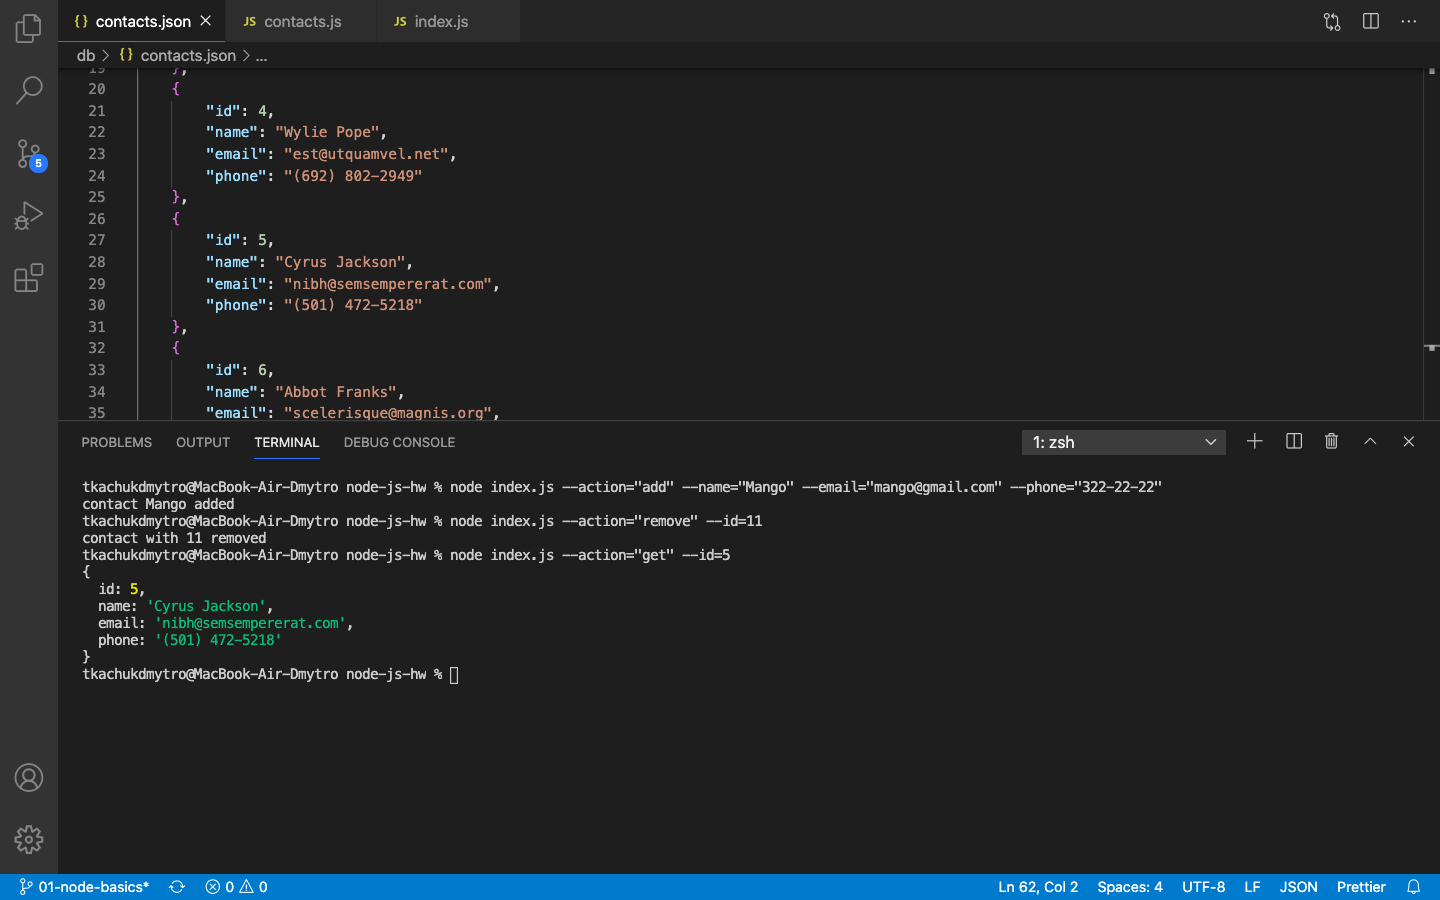 {} contacts.json
JS contacts.js
JS index.js
db > {} contacts.json > ...
19 },
20 {
21 "id": 4,
22 "name": "Wylie Pope",
23 "email": "est@utquamvel.net",
24 "phone": "(692) 802-2949"
25 },
26 {
27 "id": 5,
28 "name": "Cyrus Jackson",
29 "email": "nibh@semsempererat.com",
30 "phone": "(501) 472-5218"
31 },
32 {
33 "id": 6,
34 "name": "Abbot Franks",
35 "email": "scelerisque@magnis.org",
5
PROBLEMS OUTPUT TERMINAL DEBUG CONSOLE 1: zsh
tkachukdmytro@MacBook-Air-Dmytro node-js-hw % node index.js --action="add" --name="Mango" --email="mango@gmail.com" --phone="322-22-22"
contact Mango added
tkachukdmytro@MacBook-Air-Dmytro node-js-hw % node index.js --action="remove" --id=11
contact with 11 removed
tkachukdmytro@MacBook-Air-Dmytro node-js-hw % node index.js --action="get" --id=5
{
id: 5,
name: 'Cyrus Jackson',
email: 'nibh@semsempererat.com',
phone: '(501) 472-5218'
}
tkachukdmytro@MacBook-Air-Dmytro node-js-hw %
01-node-basics* 0 0 Ln 62, Col 2 Spaces: 4 UTF-8 LF JSON Prettier